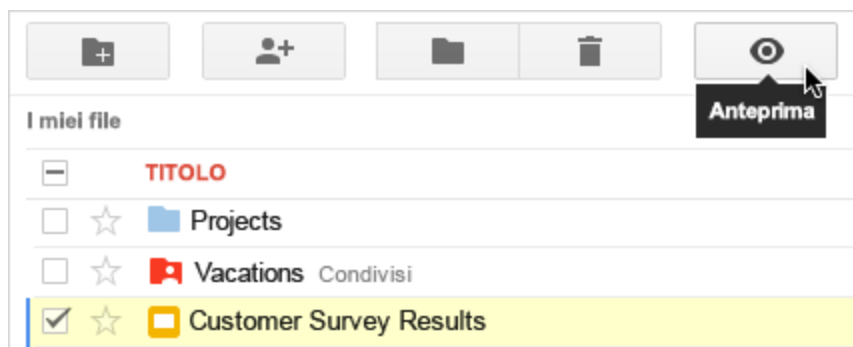 Anteprima
I miei file
TITOLO
Projects
Vacations Condivisi
Customer Survey Results